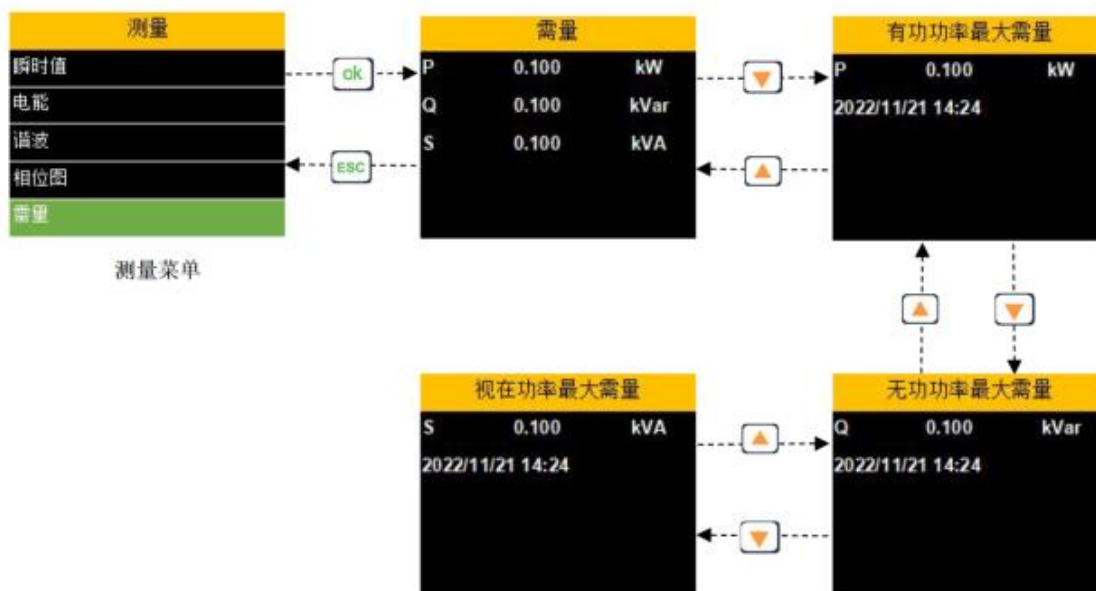 测量
瞬时值
电能
谐波
相位图
需量
测量菜单
ok
ESC
需量
P 0.100 kW
Q 0.100 kVar
S 0.100 kVA
有功功率最大需量
P 0.100 kW
2022/11/21 14:24
视在功率最大需量
S 0.100 kVA
2022/11/21 14:24
无功功率最大需量
Q 0.100 kVar
2022/11/21 14:24